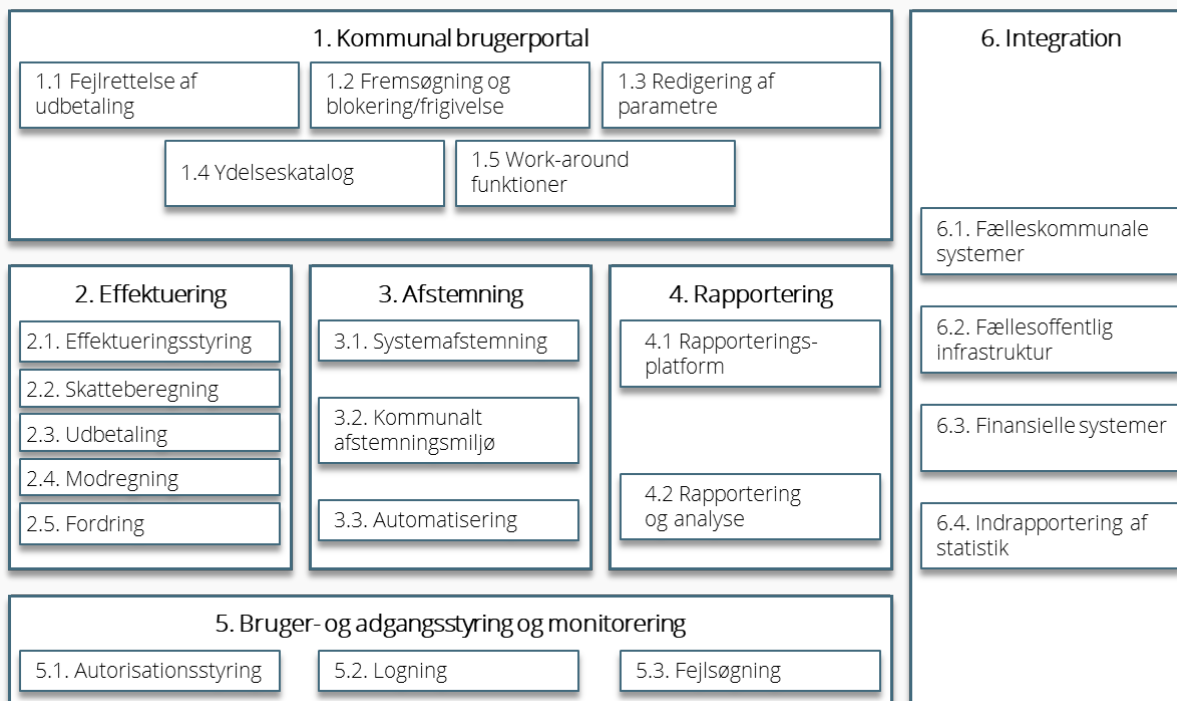 1. Kommunal brugerportal
1.1 Fejlrettelse af
udbetaling
1.2 Fremsøgning og
blokering/frigivelse
1.3 Redigering af
parametre
1.4 Ydelseskatalog
1.5 Work-around
funktioner
2. Effektuering
2.1. Effektueringsstyring
2.2. Skatteberegning
2.3. Udbetaling
2.4. Modregning
2.5. Fordring
3. Afstemning
3.1. Systemafstemning
3.2. Kommunalt
afstemningsmiljø
3.3. Automatisering
4. Rapportering
4.1 Rapporterings-
platform
4.2 Rapportering
og analyse
5. Bruger- og adgangsstyring og monitorering
5.1. Autorisationsstyring
5.2. Logning
5.3. Fejlsøgning
6. Integration
6.1. Fælleskommunale
systemer
6.2. Fællesoffentlig
infrastruktur
6.3. Finansielle systemer
6.4. Indrapportering af
statistik